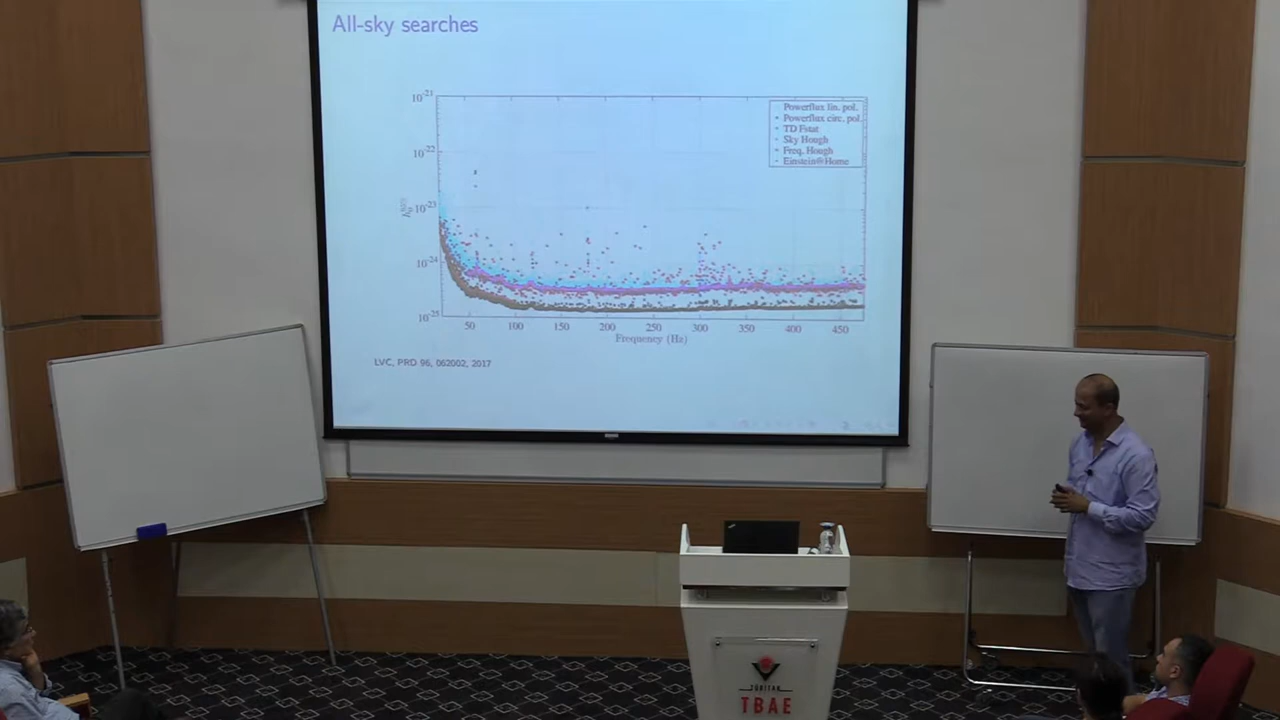 All-sky searches
10-21
10-22
10-23
10-24
10-25
Powerflux lin. pol.
Powerflux circ. pol.
TD Fstat
Sky Hough
Freq. Hough
Einstein@Home
50 100 150 200 250 300 350 400 450
Frequency (Hz)
LVC, PRD 96, 062002, 2017
TÜBİTAK
TBAE